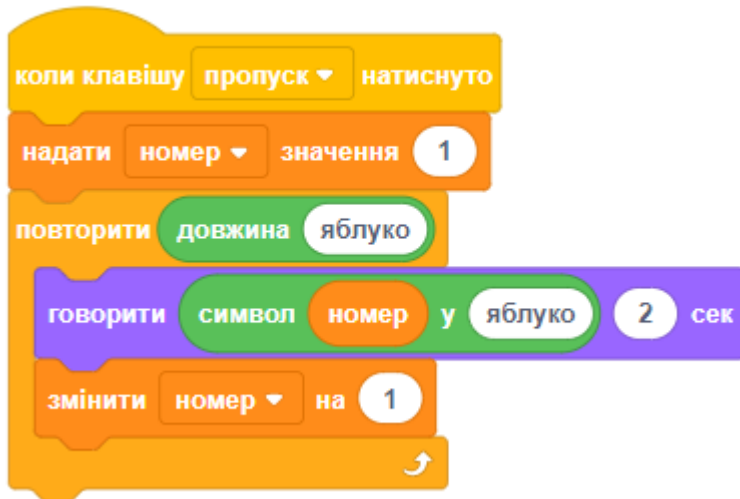 коли клавішу пропуск натиснуто
надати номер значення 1
повторити довжина яблуко
говорити символ номер у яблуко 2 сек
змінити номер на 1